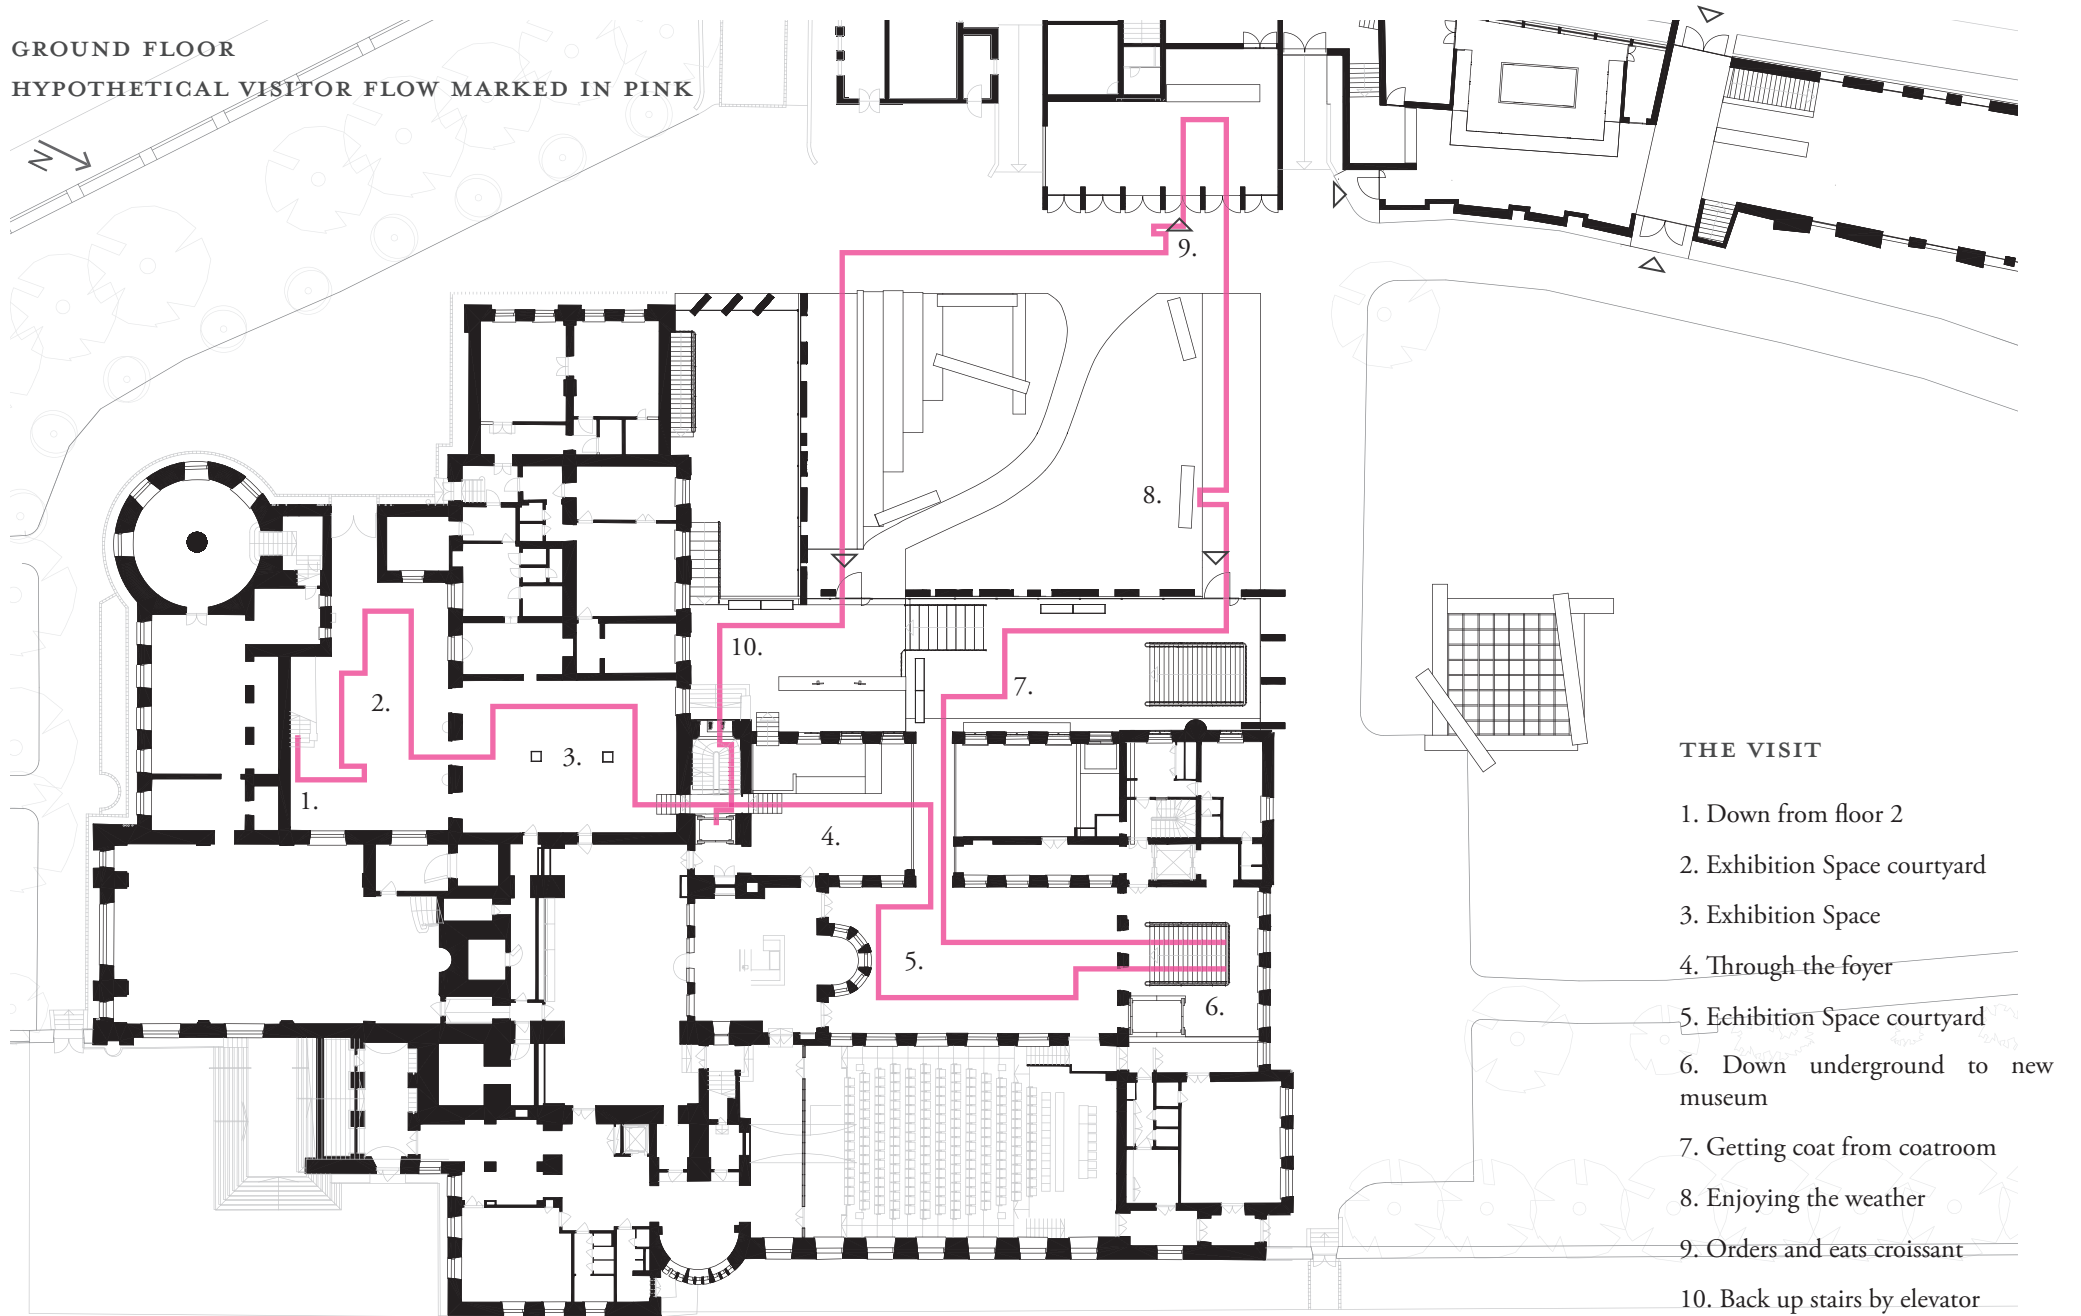 GROUND FLOOR
HYPOTHETICAL VISITOR FLOW MARKED IN PINK
N
9.
8.
10.
7.
2.
3.
1.
4.
5.
6.
THE VISIT
1. Down from floor 2
2. Exhibition Space courtyard
3. Exhibition Space
4. Through the foyer
5. Echibition Space courtyard
6. Down underground to new
museum
7. Getting coat from coatroom
8. Enjoying the weather
9. Orders and eats croissant
10. Back up stairs by elevator